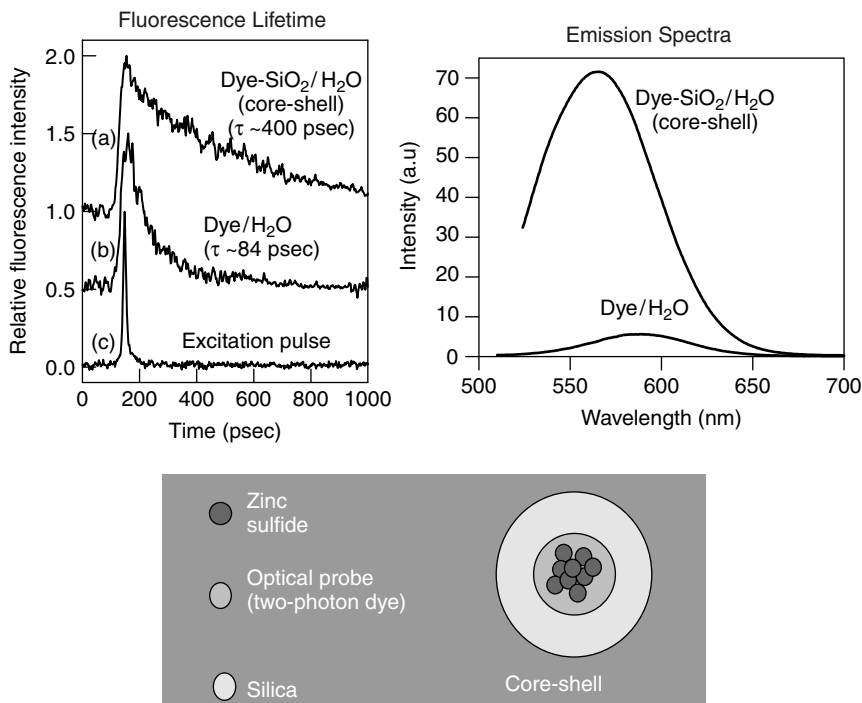 Fluorescence Lifetime
Relative fluorescence intensity
2.0
1.5
1.0
0.5
0.0
(a)
(b)
(c)
Dye-SiO₂/H₂O
(core-shell)
(τ ~400 psec)
Dye/H₂O
(τ ~84 psec)
Excitation pulse
0 200 400 600 800 1000
Time (psec)
Emission Spectra
Intensity (a.u)
70
60
50
40
30
20
10
0
Dye-SiO₂/H₂O
(core-shell)
Dye/H₂O
500 550 600 650 700
Wavelength (nm)
Zinc
sulfide
Optical probe
(two-photon dye)
Silica
Core-shell